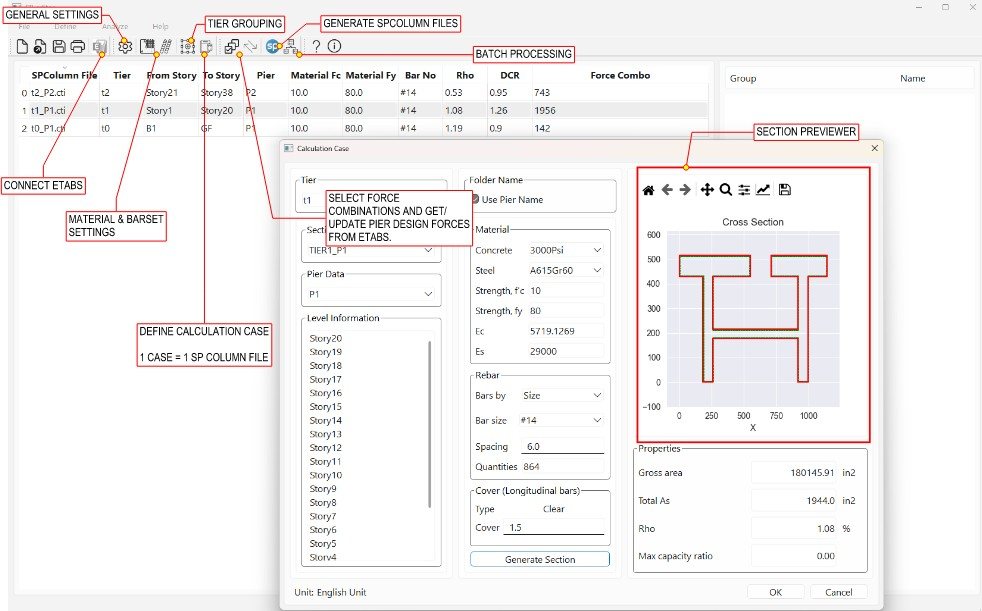 GENERAL SETTINGS
TIER GROUPING
GENERATE SPCOLUMN FILES
File Define Analyze Help
SP
BATCH PROCESSING
SPColumn File Tier From Story To Story Pier Material Fc Material Fy Bar No Rho DCR Force Combo
0 t2_P2.cti t2 Story21 Story38 P2 10.0 80.0 #14 0.53 0.95 743
1 t1_P1.cti t1 Story1 Story20 P1 10.0 80.0 #14 1.08 1.26 1956
2 t0_P1.cti t0 B1 GF P1 10.0 80.0 #14 1.19 0.9 142
Group Name
SECTION PREVIEWER
CONNECT ETABS
MATERIAL & BARSET
SETTINGS
SELECT FORCE
COMBINATIONS AND GET/
UPDATE PIER DESIGN FORCES
FROM ETABS.
DEFINE CALCULATION CASE
1 CASE = 1 SP COLUMN FILE
Calculation Case
Tier
t1
TIER1_P1
Pier Data
P1
Level Information
Story20
Story19
Story18
Story17
Story16
Story15
Story14
Story13
Story12
Story11
Story10
Story9
Story8
Story7
Story6
Story5
Story4
Folder Name
Use Pier Name
Material
Concrete 3000Psi
Steel A615Gr60
Strength, f'c 10
Strength, fy 80
Ec 5719.1269
Es 29000
Rebar
Bars by Size
Bar size #14
Spacing 6.0
Quantities 864
Cover (Longitudinal bars)
Type Clear
Cover 1.5
Generate Section
Cross Section
600
500
400
300
200
100
0
−100
0 250 500 750 1000
X
Properties
Gross area 180145.91 in2
Total As 1944.0 in2
Rho 1.08 %
Max capacity ratio 0.00
Unit: English Unit
OK Cancel